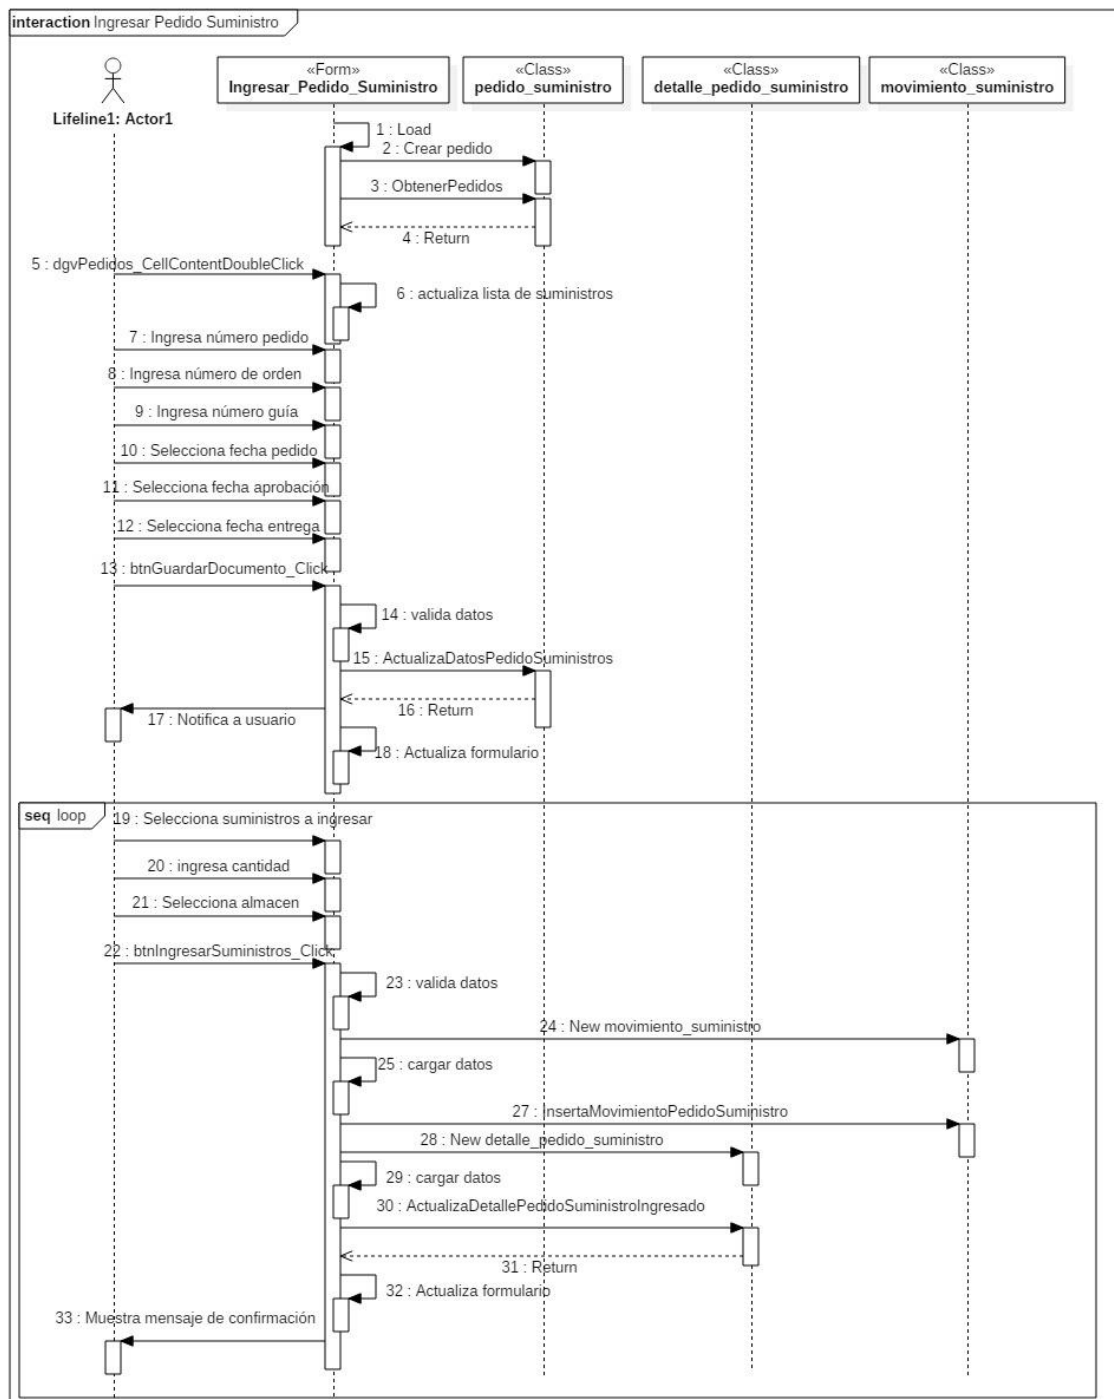 interaction Ingresar Pedido Suministro
«Form»
Ingresar_Pedido_Suministro
«Class»
pedido_suministro
«Class»
detalle_pedido_suministro
«Class»
movimiento_suministro
Lifeline1: Actor1
1 : Load
2 : Crear pedido
3 : ObtenerPedidos
4 : Return
5 : dgvPedidos_CellContentDoubleClick
6 : actualiza lista de suministros
7 : Ingresa número pedido
8 : Ingresa número de orden
9 : Ingresa número guía
10 : Selecciona fecha pedido
11 : Selecciona fecha aprobación
12 : Selecciona fecha entrega
13 : btnGuardarDocumento_Click
14 : valida datos
15 : ActualizaDatosPedidoSuministros
16 : Return
17 : Notifica a usuario
18 : Actualiza formulario
seq loop
19 : Selecciona suministros a ingresar
20 : ingresa cantidad
21 : Selecciona almacen
22 : btnIngresarSuministros_Click
23 : valida datos
24 : New movimiento_suministro
25 : cargar datos
27 : InsertaMovimientoPedidoSuministro
28 : New detalle_pedido_suministro
29 : cargar datos
30 : ActualizaDetallePedidoSuministroIngresado
31 : Return
32 : Actualiza formulario
33 : Muestra mensaje de confirmación